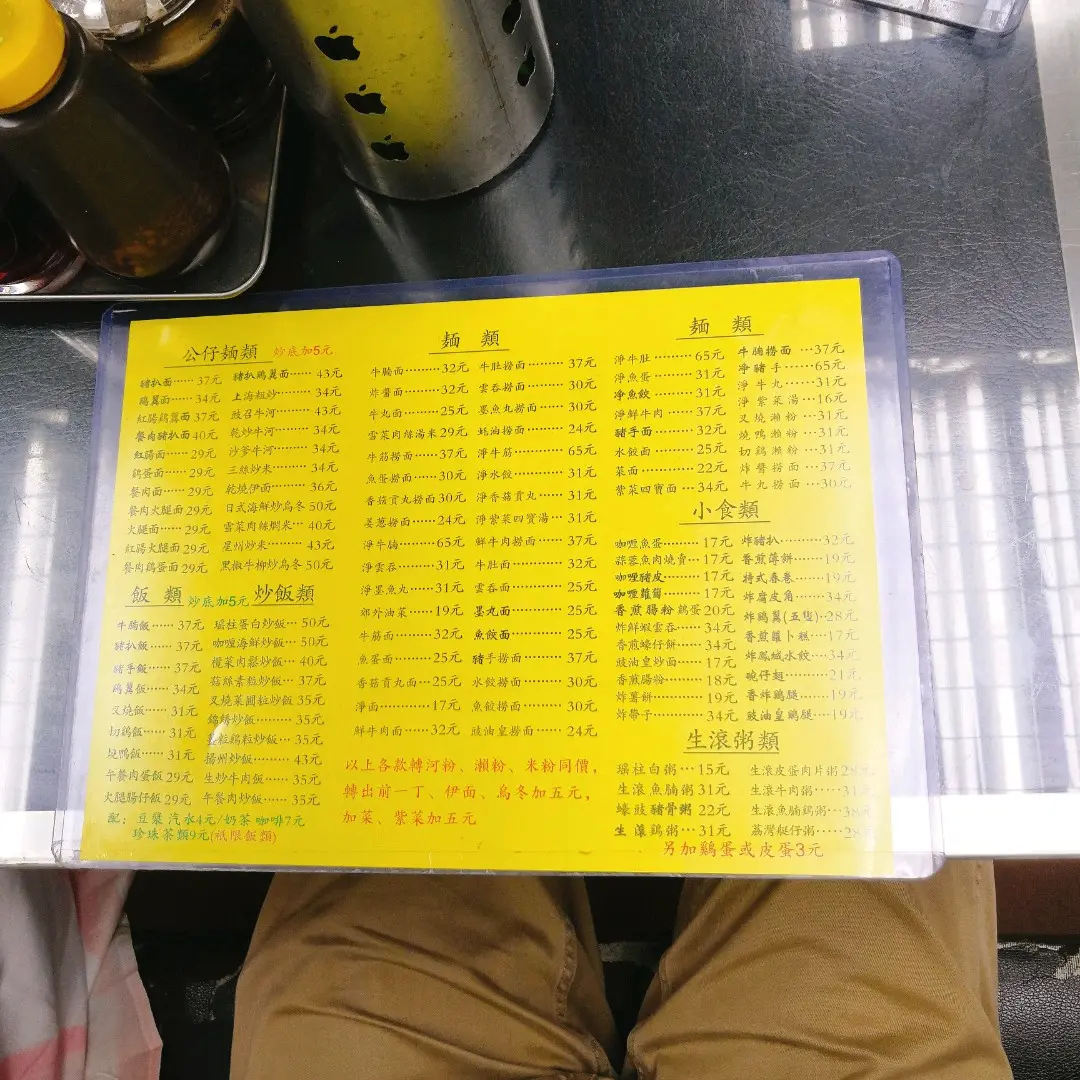 公仔麵類 炒底加5元
豬扒面……37元
鷄翼面……34元
紅腸鷄翼面37元
餐肉豬扒面40元
紅腸面……29元
鷄蛋面……29元
餐肉面……29元
餐肉火腿面29元
火腿面……29元
紅腸火腿面29元
餐肉鷄蛋面29元
豬扒鷄翼面……43元
上海粗炒……34元
豉召牛河……43元
乾炒牛河……34元
沙爹牛河……34元
三絲炒米……34元
乾燒伊面……36元
日式海鮮炒烏冬50元
雪菜肉絲燜米…40元
星州炒米……43元
黑椒牛柳炒烏冬50元
飯 類 炒底加5元 炒飯類
牛腩飯……37元
豬扒飯……37元
豬手飯……37元
鷄翼飯……34元
叉燒飯……31元
切鷄飯……31元
燒鴨飯……31元
午餐肉蛋飯29元
火腿腸仔飯29元
瑶柱蛋白炒飯…50元
咖喱海鮮炒飯…50元
欖菜肉鬆炒飯…40元
菇絲素粒炒飯…37元
叉燒菜圃粒炒飯35元
錦綉炒飯………35元
薑粒鷄粒炒飯…35元
揚州炒飯………43元
生炒牛肉飯……35元
午餐肉炒飯……35元
配：豆槳 汽水4元/奶茶 咖啡7元
珍珠茶類9元(祇限飯類)
麵 類
牛腩面………32元
炸醬面………32元
牛丸面………25元
雪菜肉絲湯米29元
牛筋撈面……37元
魚蛋撈面……30元
香菇貢丸撈面30元
姜葱撈面……24元
淨牛腩………65元
淨雲吞………31元
淨墨魚丸……31元
郊外油菜……19元
牛筋面………32元
魚蛋面………25元
香菇貢丸面…25元
淨面…………17元
鮮牛肉面……32元
牛肚撈面……37元
雲吞撈面……30元
墨魚丸撈面…30元
蚝油撈面……24元
淨牛筋………65元
淨水餃………31元
淨香菇貢丸…31元
淨紫菜四寶湯…31元
鮮牛肉撈面…37元
牛肚面………32元
雲吞面………25元
墨丸面………25元
魚餃面………25元
豬手撈面……37元
水餃撈面……30元
魚餃撈面……30元
豉油皇撈面…24元
以上各款轉河粉、瀨粉、米粉同價，
轉出前一丁、伊面、烏冬加五元，
加菜、紫菜加五元
麵 類
淨牛肚………65元
淨魚蛋………31元
凈魚餃………31元
淨鮮牛肉……37元
豬手面………32元
水餃面………25元
菜面…………22元
紫菜四寶面…34元
牛腩撈面…37元
凈豬手……65元
淨牛丸……31元
淨紫菜湯…16元
叉燒瀨粉…31元
燒鴨瀨粉…31元
切鷄瀨粉…31元
炸醬撈面…37元
牛丸撈面…30元
小食類
咖喱魚蛋………17元
蒜蓉魚肉燒賣…17元
咖喱豬皮………17元
咖喱蘿蔔………17元
香煎腸粉鷄蛋20元
炸鮮蝦雲吞……34元
香煎蠔仔餅……34元
豉油皇炒面……17元
香煎腸粉………18元
炸薯餅…………19元
炸帶子…………34元
炸豬扒…………32元
香煎薄餅………19元
特式春卷………19元
炸腐皮角………34元
炸鷄翼(五隻)…28元
香煎蘿卜糕……17元
炸鳳城水餃……34元
碗仔翅…………21元
香炸鷄腿………19元
豉油皇鷄腿……19元
生滾粥類
瑶柱白粥…15元
生滾魚腩粥31元
蠔豉豬骨粥22元
生滾鷄粥…31元
生滾皮蛋肉片粥28元
生滾牛肉粥……31元
生滾魚腩鷄粥…38元
荔灣艇仔粥……28元
另加鷄蛋或皮蛋3元